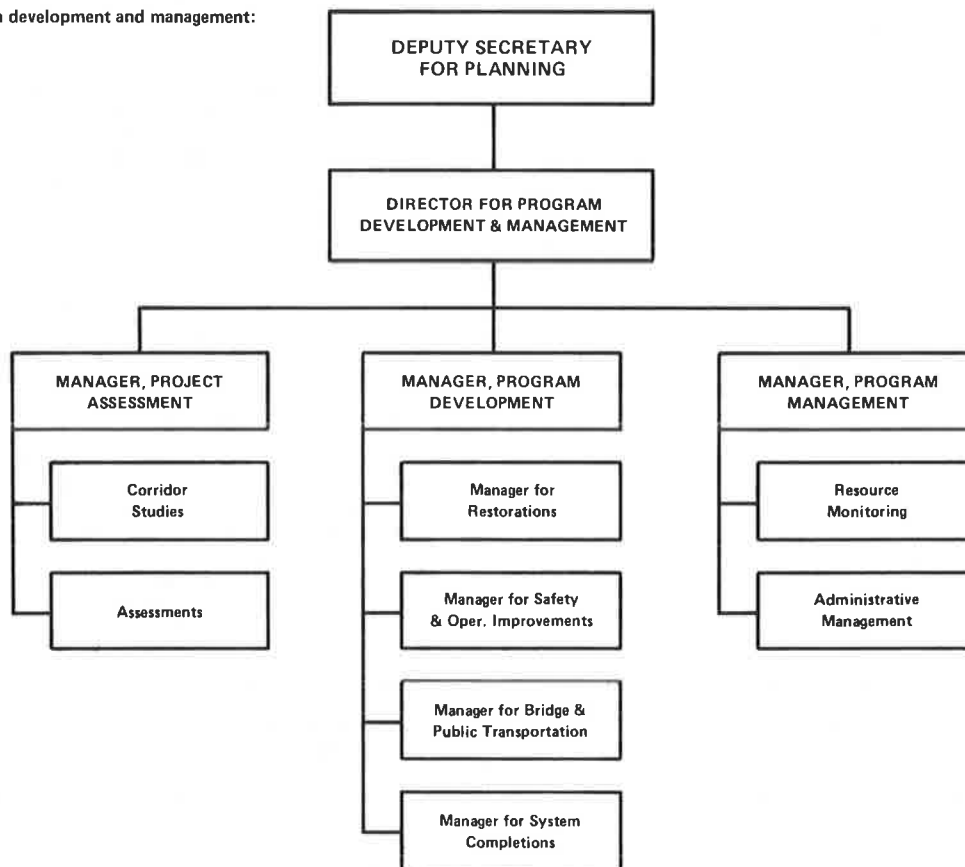 development and management:
DEPUTY SECRETARY
FOR PLANNING
DIRECTOR FOR PROGRAM
DEVELOPMENT & MANAGEMENT
MANAGER, PROJECT
ASSESSMENT
Corridor
Studies
Assessments
MANAGER, PROGRAM
DEVELOPMENT
Manager for
Restorations
Manager for Safety
& Oper. Improvements
Manager for Bridge &
Public Transportation
Manager for System
Completions
MANAGER, PROGRAM
MANAGEMENT
Resource
Monitoring
Administrative
Management